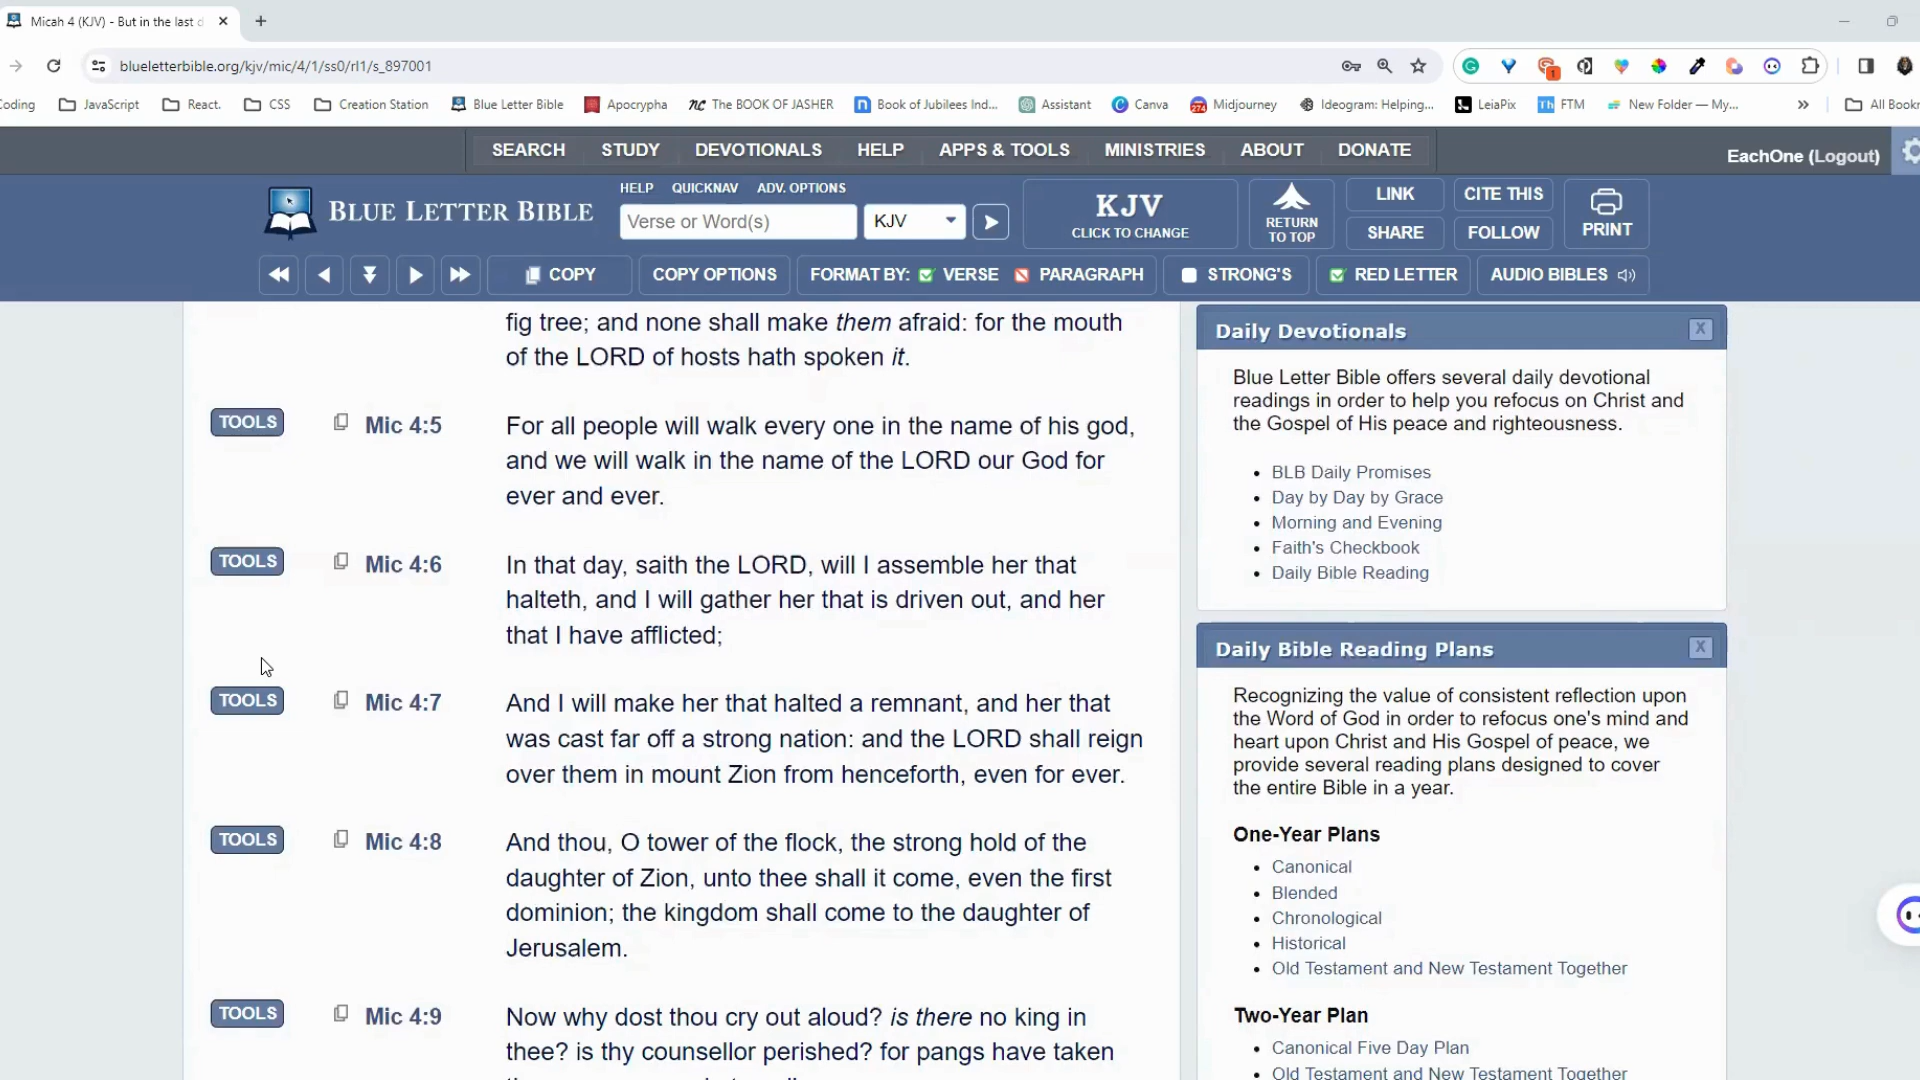 Micah 4 (KJV) - But in the last d
blueletterbible.org/kjv/mic/4/1/ss0/rl1/s_897001
1
Coding
JavaScript
React.
CSS
Creation Station
Blue Letter Bible
Apocrypha
The BOOK OF JASHER
Book of Jubilees Ind...
Assistant
Canva
274
Midjourney
Ideogram: Helping...
LeiaPix
Th
FTM
New Folder — My...
»
All Bookr
SEARCH
STUDY
DEVOTIONALS
HELP
APPS & TOOLS
MINISTRIES
ABOUT
DONATE
EachOne (Logout)
BLUE LETTER BIBLE
HELP
QUICKNAV
ADV. OPTIONS
Verse or Word(s)
KJV
KJV
CLICK TO CHANGE
RETURN
TO TOP
LINK
CITE THIS
SHARE
FOLLOW
PRINT
COPY
COPY OPTIONS
FORMAT BY: VERSE PARAGRAPH
STRONG'S
RED LETTER
AUDIO BIBLES
fig tree; and none shall make them afraid: for the mouth
of the LORD of hosts hath spoken it.
TOOLS
Mic 4:5
For all people will walk every one in the name of his god,
and we will walk in the name of the LORD our God for
ever and ever.
TOOLS
Mic 4:6
In that day, saith the LORD, will I assemble her that
halteth, and I will gather her that is driven out, and her
that I have afflicted;
TOOLS
Mic 4:7
And I will make her that halted a remnant, and her that
was cast far off a strong nation: and the LORD shall reign
over them in mount Zion from henceforth, even for ever.
TOOLS
Mic 4:8
And thou, O tower of the flock, the strong hold of the
daughter of Zion, unto thee shall it come, even the first
dominion; the kingdom shall come to the daughter of
Jerusalem.
TOOLS
Mic 4:9
Now why dost thou cry out aloud? is there no king in
thee? is thy counsellor perished? for pangs have taken
Daily Devotionals
X
Blue Letter Bible offers several daily devotional
readings in order to help you refocus on Christ and
the Gospel of His peace and righteousness.
BLB Daily Promises
Day by Day by Grace
Morning and Evening
Faith's Checkbook
Daily Bible Reading
Daily Bible Reading Plans
X
Recognizing the value of consistent reflection upon
the Word of God in order to refocus one's mind and
heart upon Christ and His Gospel of peace, we
provide several reading plans designed to cover
the entire Bible in a year.
One-Year Plans
Canonical
Blended
Chronological
Historical
Old Testament and New Testament Together
Two-Year Plan
Canonical Five Day Plan
Old Testament and New Testament Together